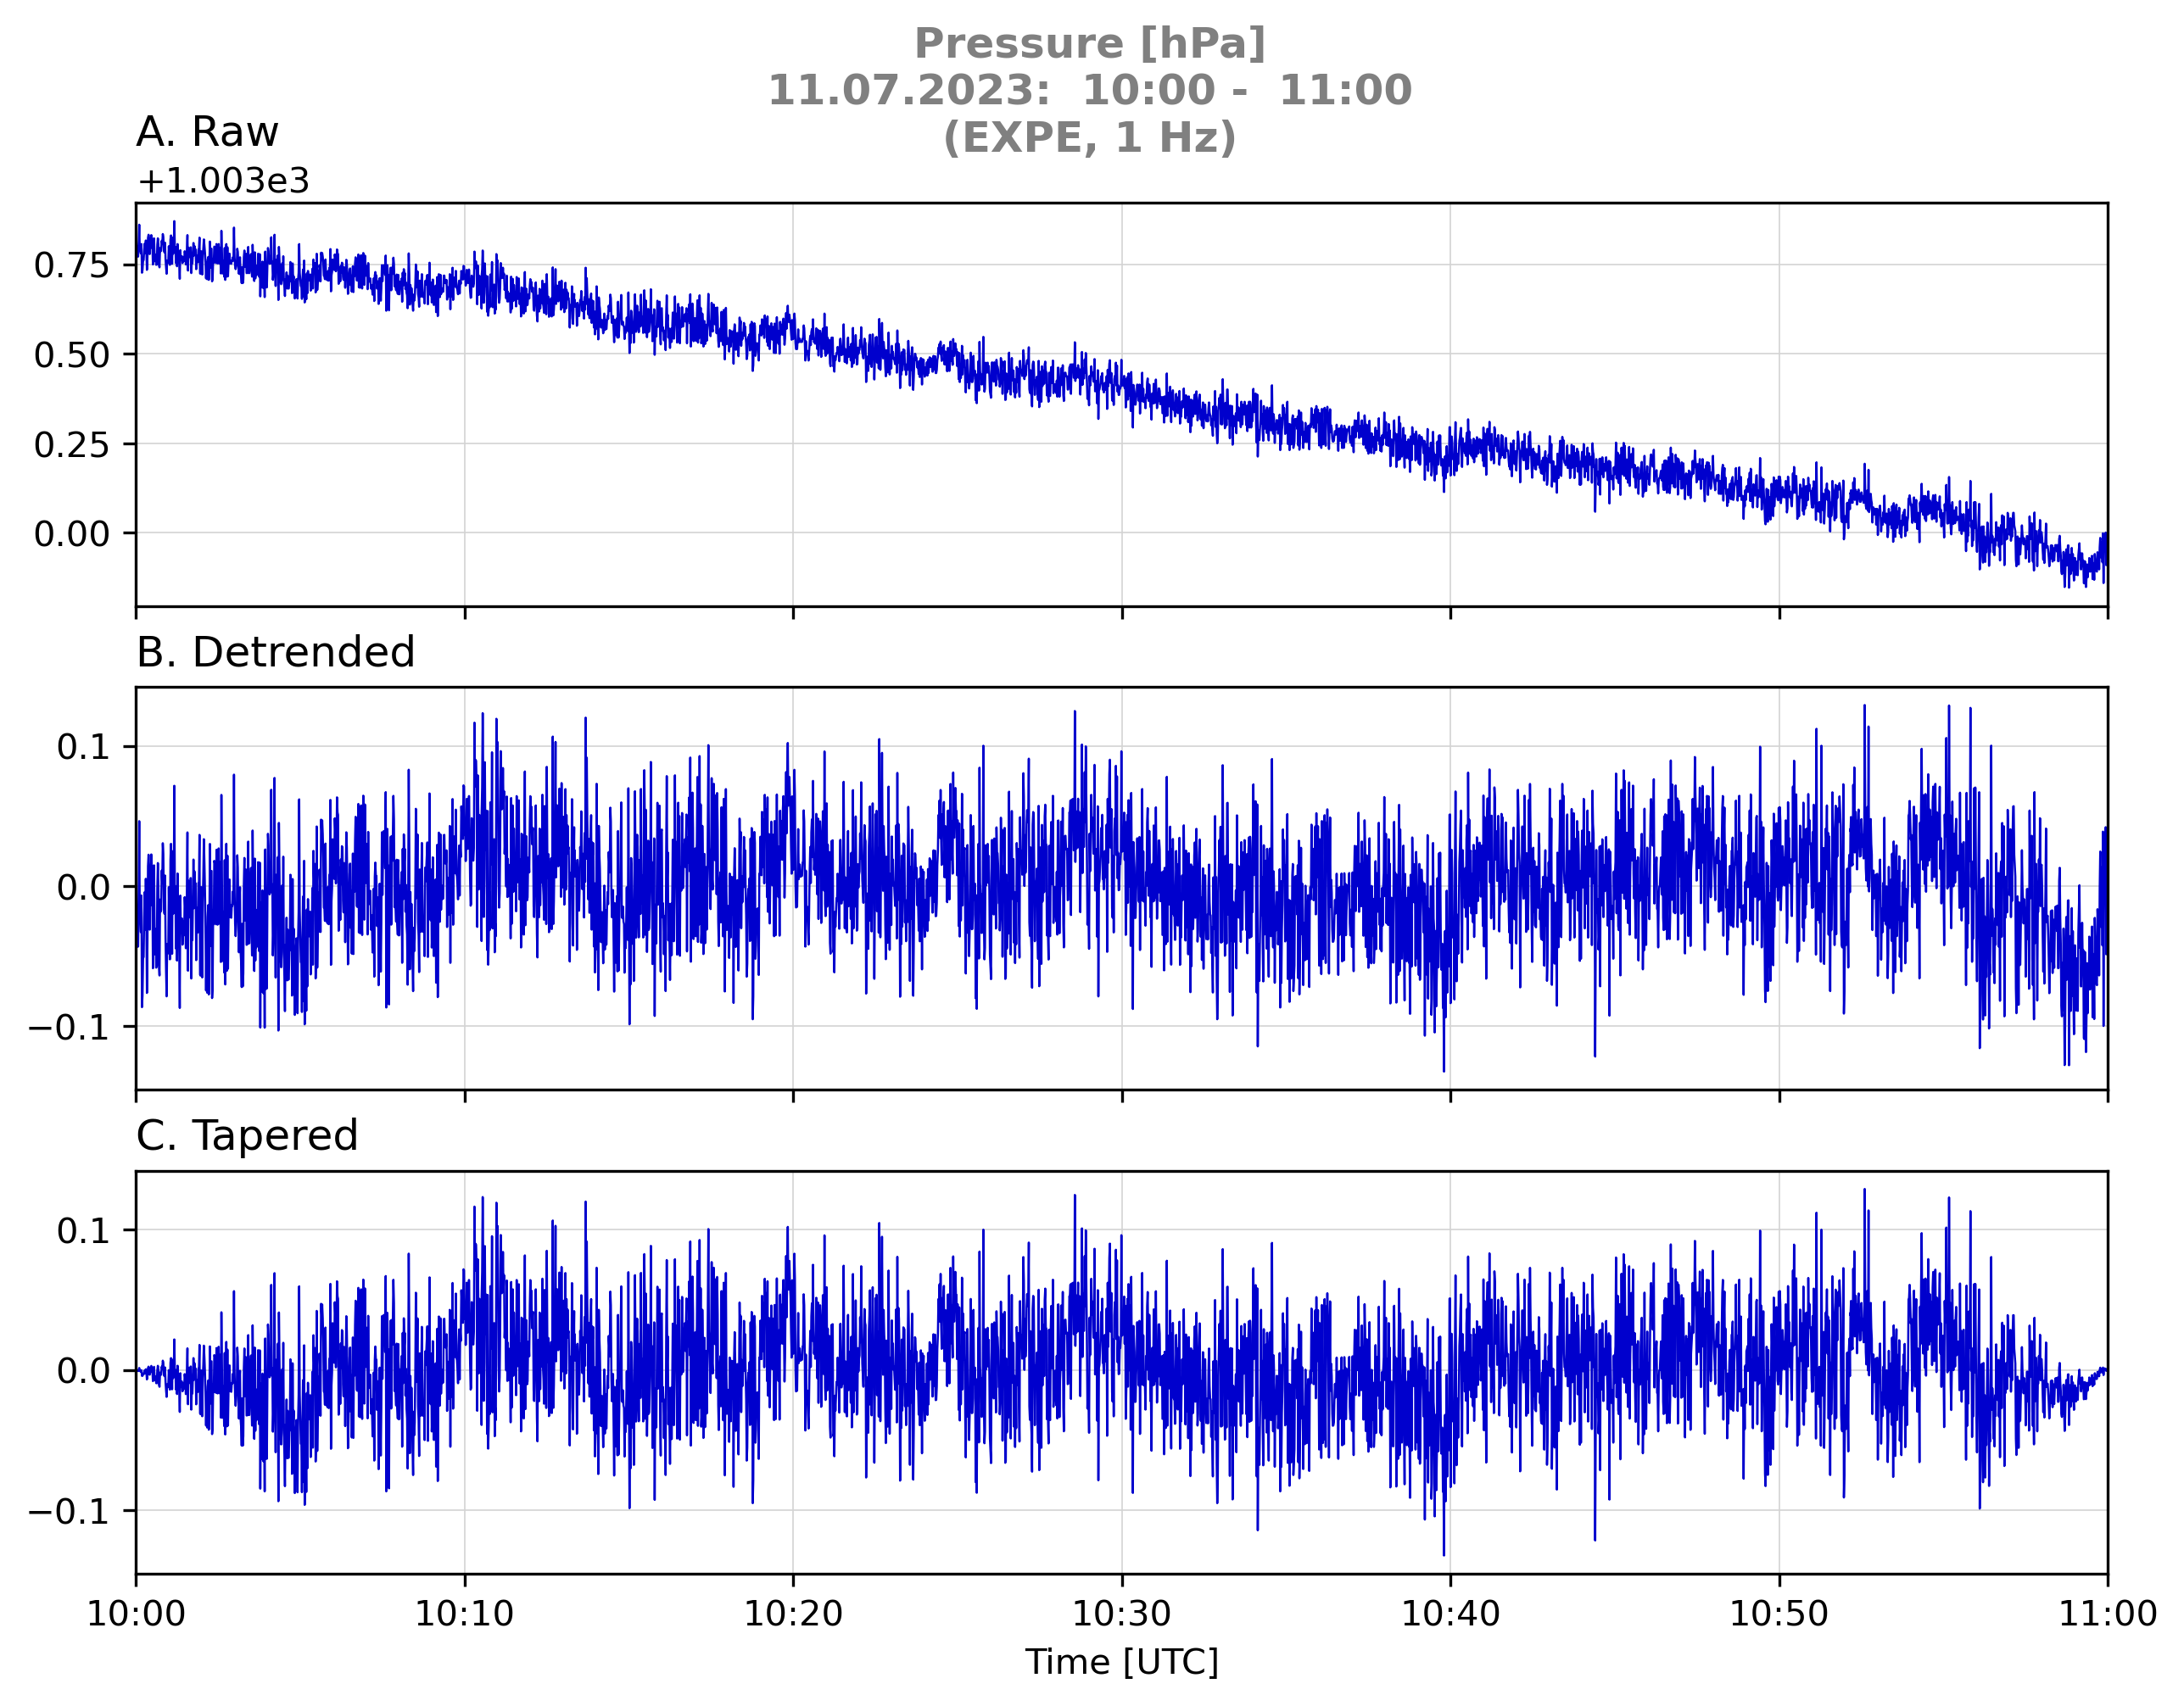 Pressure [hPa]
11.07.2023:  10:00 -  11:00
(EXPE, 1 Hz)
A. Raw
+1.003e3
0.75
0.50
0.25
0.00
B. Detrended
0.1
0.0
−0.1
C. Tapered
0.1
0.0
−0.1
10:00 10:10 10:20 10:30 10:40 10:50 11:00
Time [UTC]